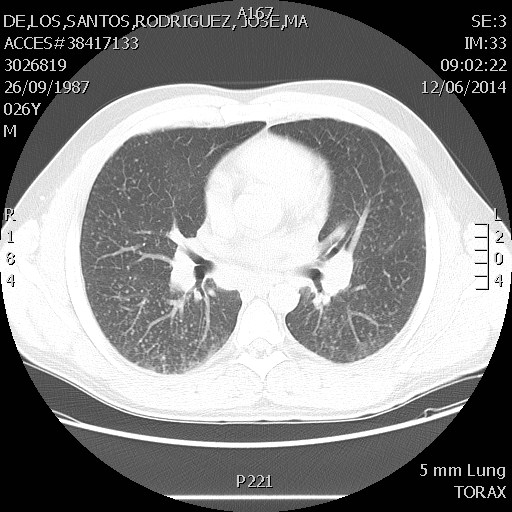 DE,LOS,SANTOS,RODRIGUEZ, JOSE,MA
ACCES#38417133
3026819
26/09/1987
026Y
M
A167
SE:3
IM:33
09:02:22
12/06/2014
R
1
8
4
L
2
0
4
P221
5 mm Lung
TORAX